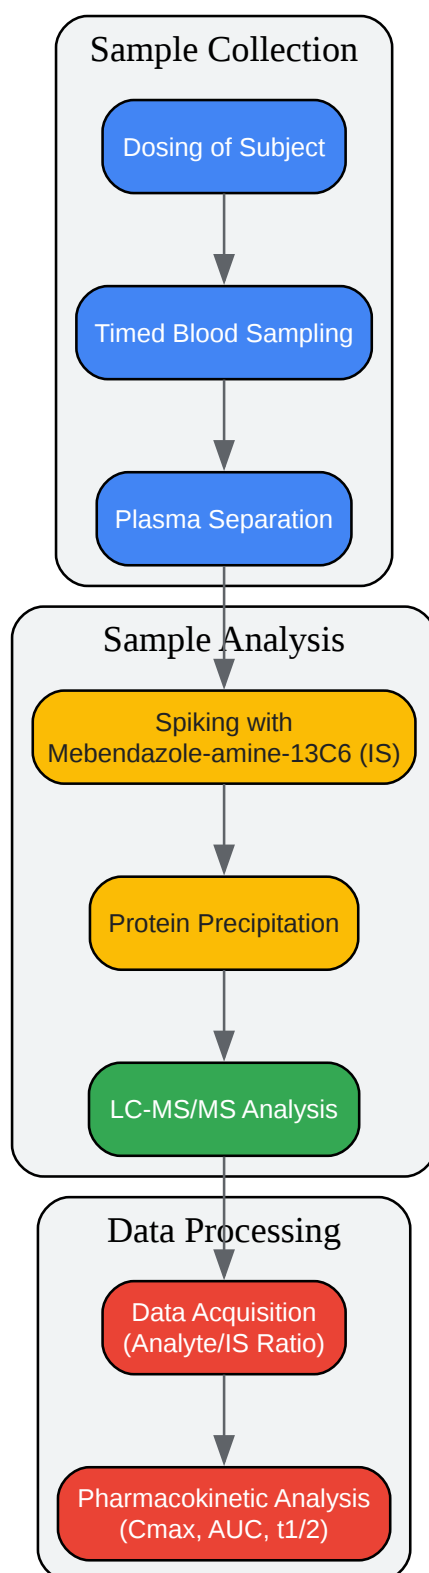 Sample Collection
Dosing of Subject
Timed Blood Sampling
Plasma Separation
Sample Analysis
Spiking with
Mebendazole-amine-13C6 (IS)
Protein Precipitation
LC-MS/MS Analysis
Data Processing
Data Acquisition
(Analyte/IS Ratio)
Pharmacokinetic Analysis
(Cmax, AUC, t1/2)